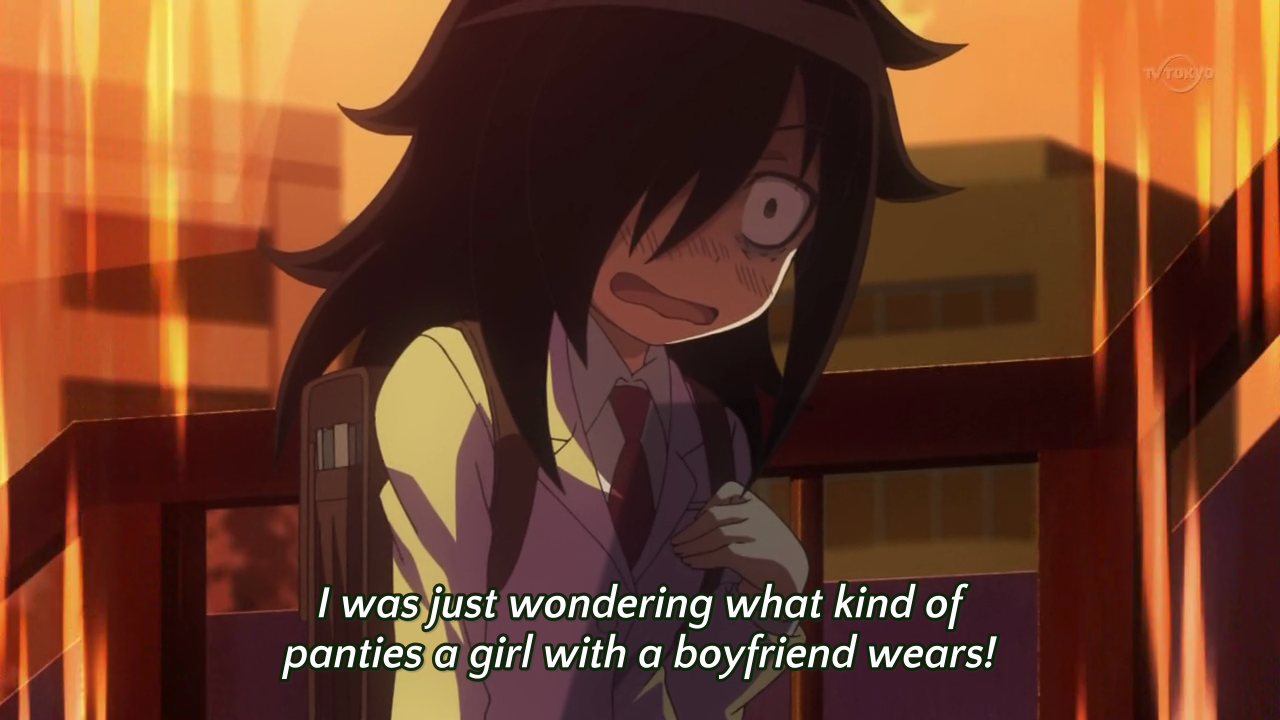 TV TOKYO
I was just wondering what kind of
panties a girl with a boyfriend wears!